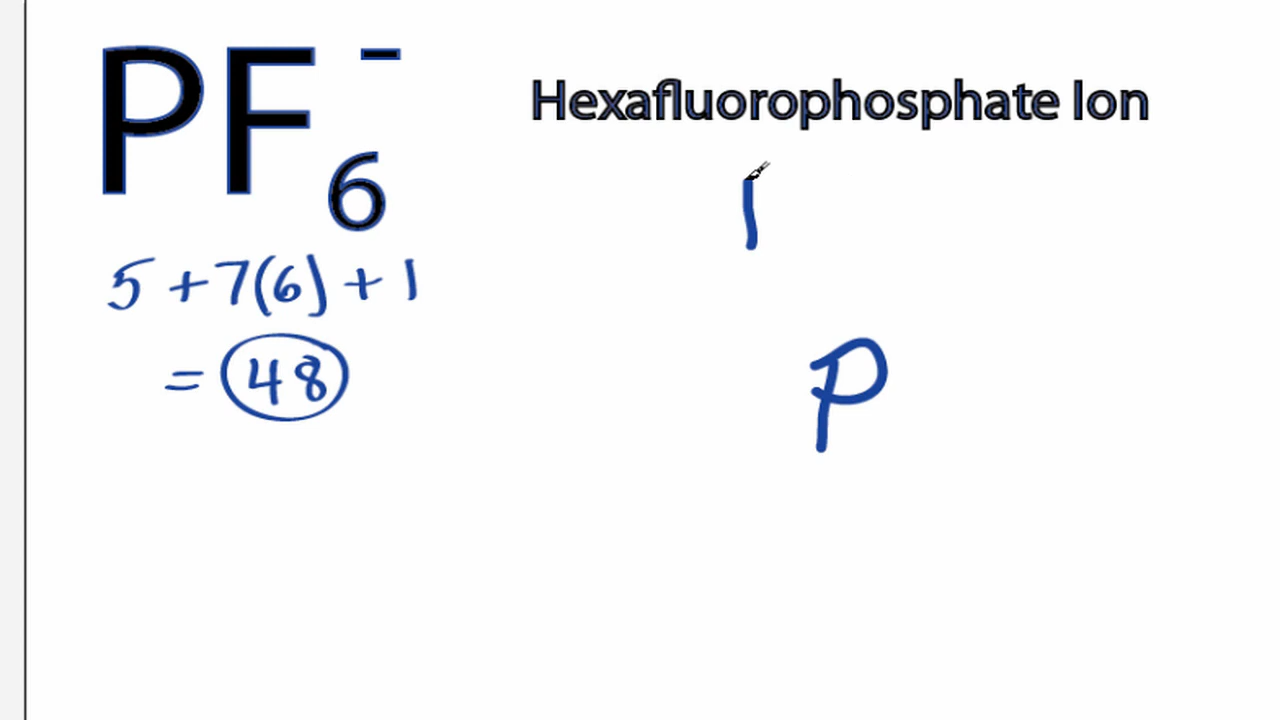 PF₆⁻
Hexafluorophosphate Ion
5 + 7(6) + 1
= 48
P